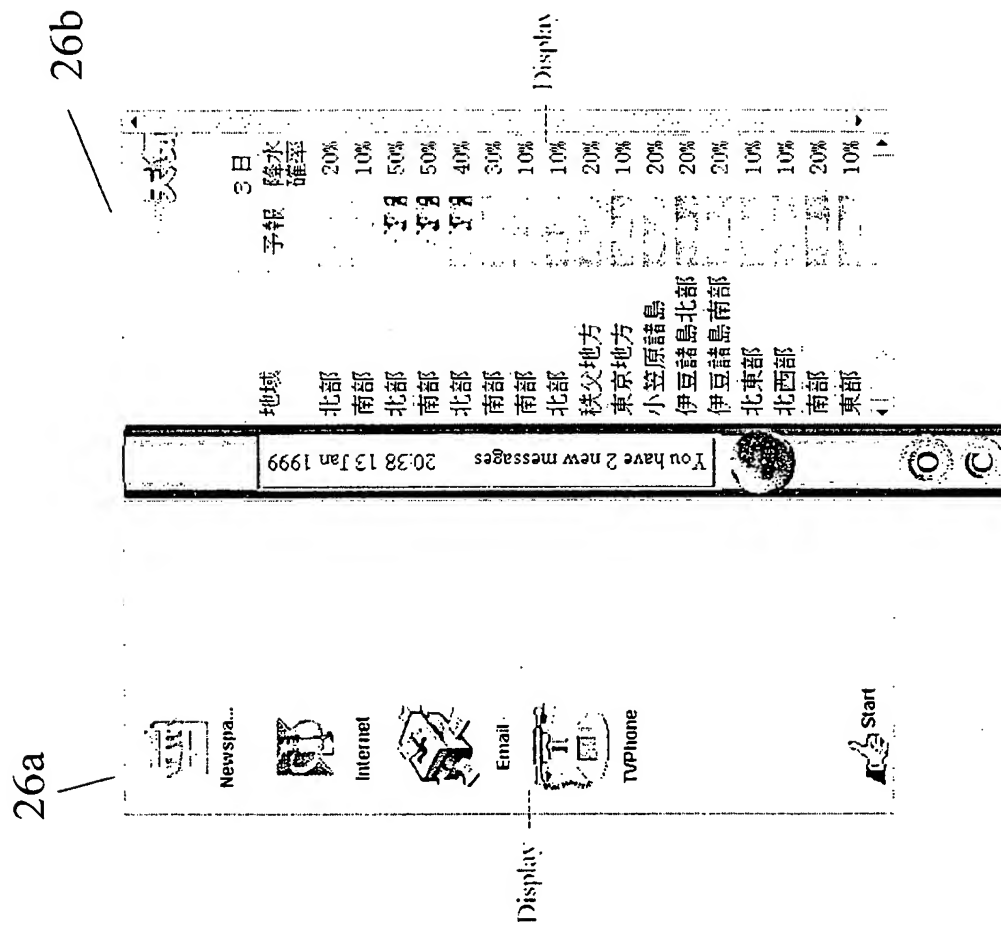 26a
Display
Newspa...
Internet
Email
TVPhone
Start
You have 2 new messages 20:38 13 Jan 1999
O
C
26b
Display
天気
3日
地域 予報 降水確率
北部 20%
南部 10%
北部 50%
南部 50%
北部 40%
南部 30%
南部 10%
北部 10%
秩父地方 20%
東京地方 10%
小笠原諸島 20%
伊豆諸島北部 20%
伊豆諸島南部 20%
北東部 10%
北西部 10%
南部 20%
東部 10%